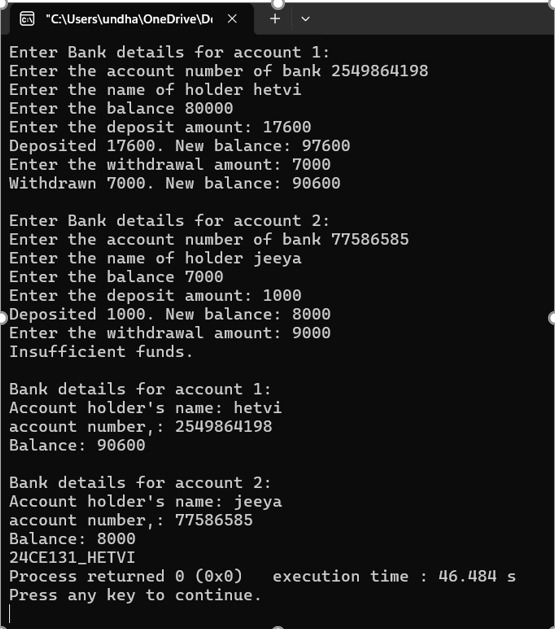 "C:\Users\undha\OneDrive\D
Enter Bank details for account 1:
Enter the account number of bank 2549864198
Enter the name of holder hetvi
Enter the balance 80000
Enter the deposit amount: 17600
Deposited 17600. New balance: 97600
Enter the withdrawal amount: 7000
Withdrawn 7000. New balance: 90600
Enter Bank details for account 2:
Enter the account number of bank 77586585
Enter the name of holder jeeya
Enter the balance 7000
Enter the deposit amount: 1000
Deposited 1000. New balance: 8000
Enter the withdrawal amount: 9000
Insufficient funds.
Bank details for account 1:
Account holder's name: hetvi
account number,: 2549864198
Balance: 90600
Bank details for account 2:
Account holder's name: jeeya
account number,: 77586585
Balance: 8000
24CE131_HETVI
Process returned 0 (0x0)   execution time : 46.484 s
Press any key to continue.